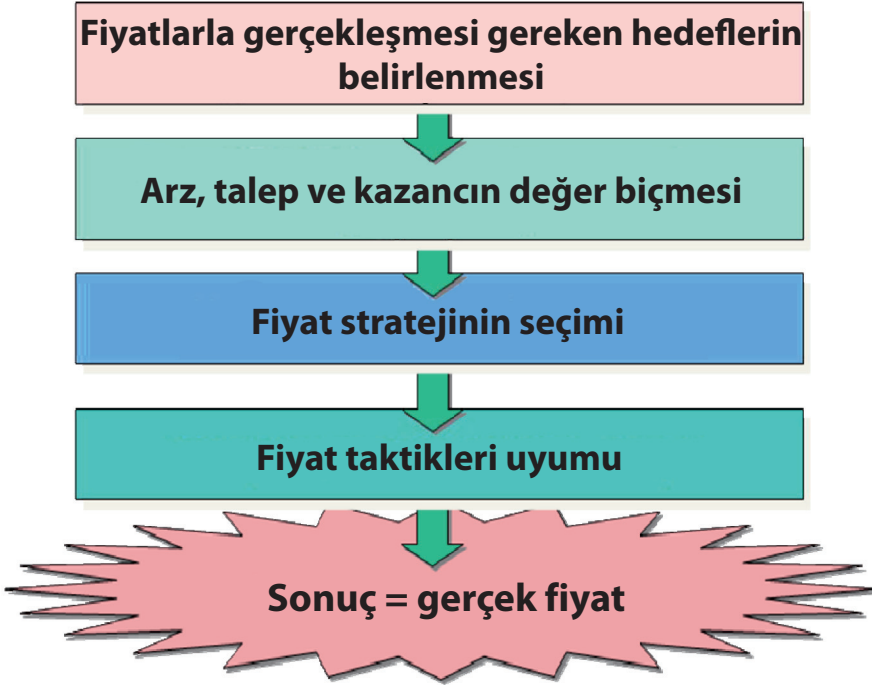 Fiyatlarla gerçekleşmesi gereken hedeflerin
belirlenmesi
Arz, talep ve kazancın değer biçmesi
Fiyat stratejinin seçimi
Fiyat taktikleri uyumu
Sonuç = gerçek fiyat